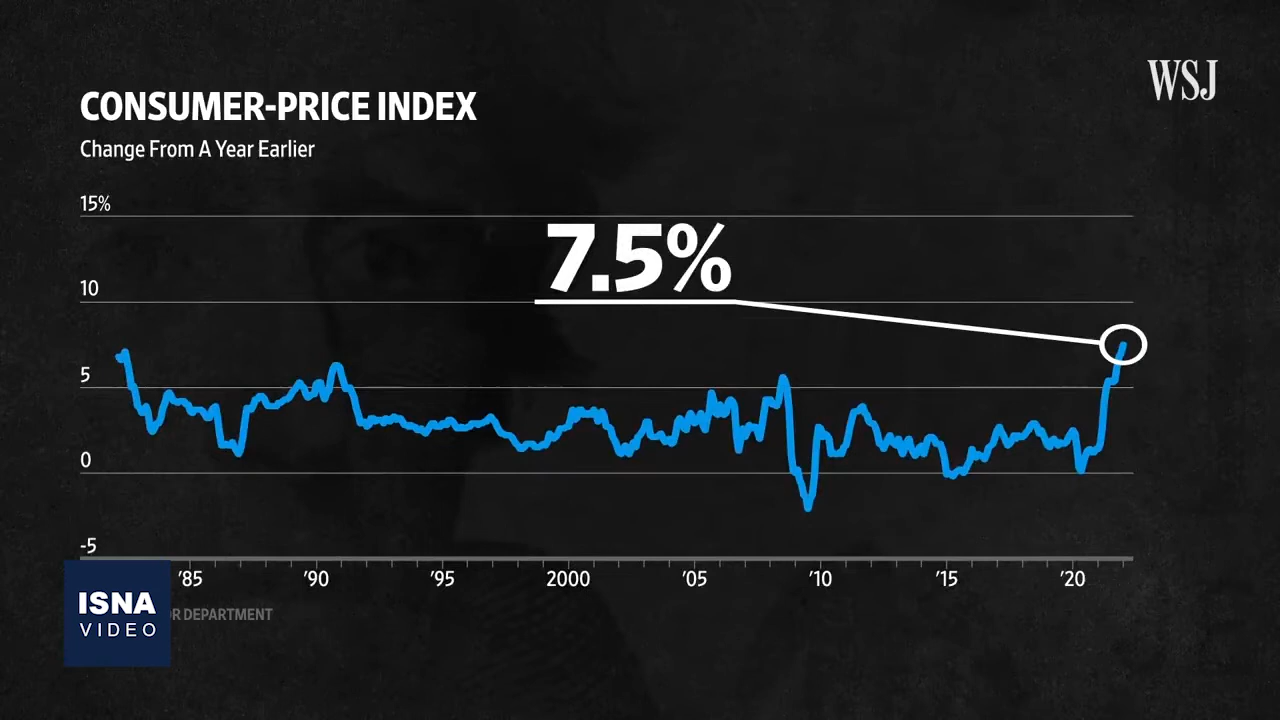 WSJ
CONSUMER-PRICE INDEX
Change From A Year Earlier
15%
7.5%
10
5
0
-5
'85 '90 '95 2000 '05 '10 '15 '20
ISNA
VIDEO
DEPARTMENT